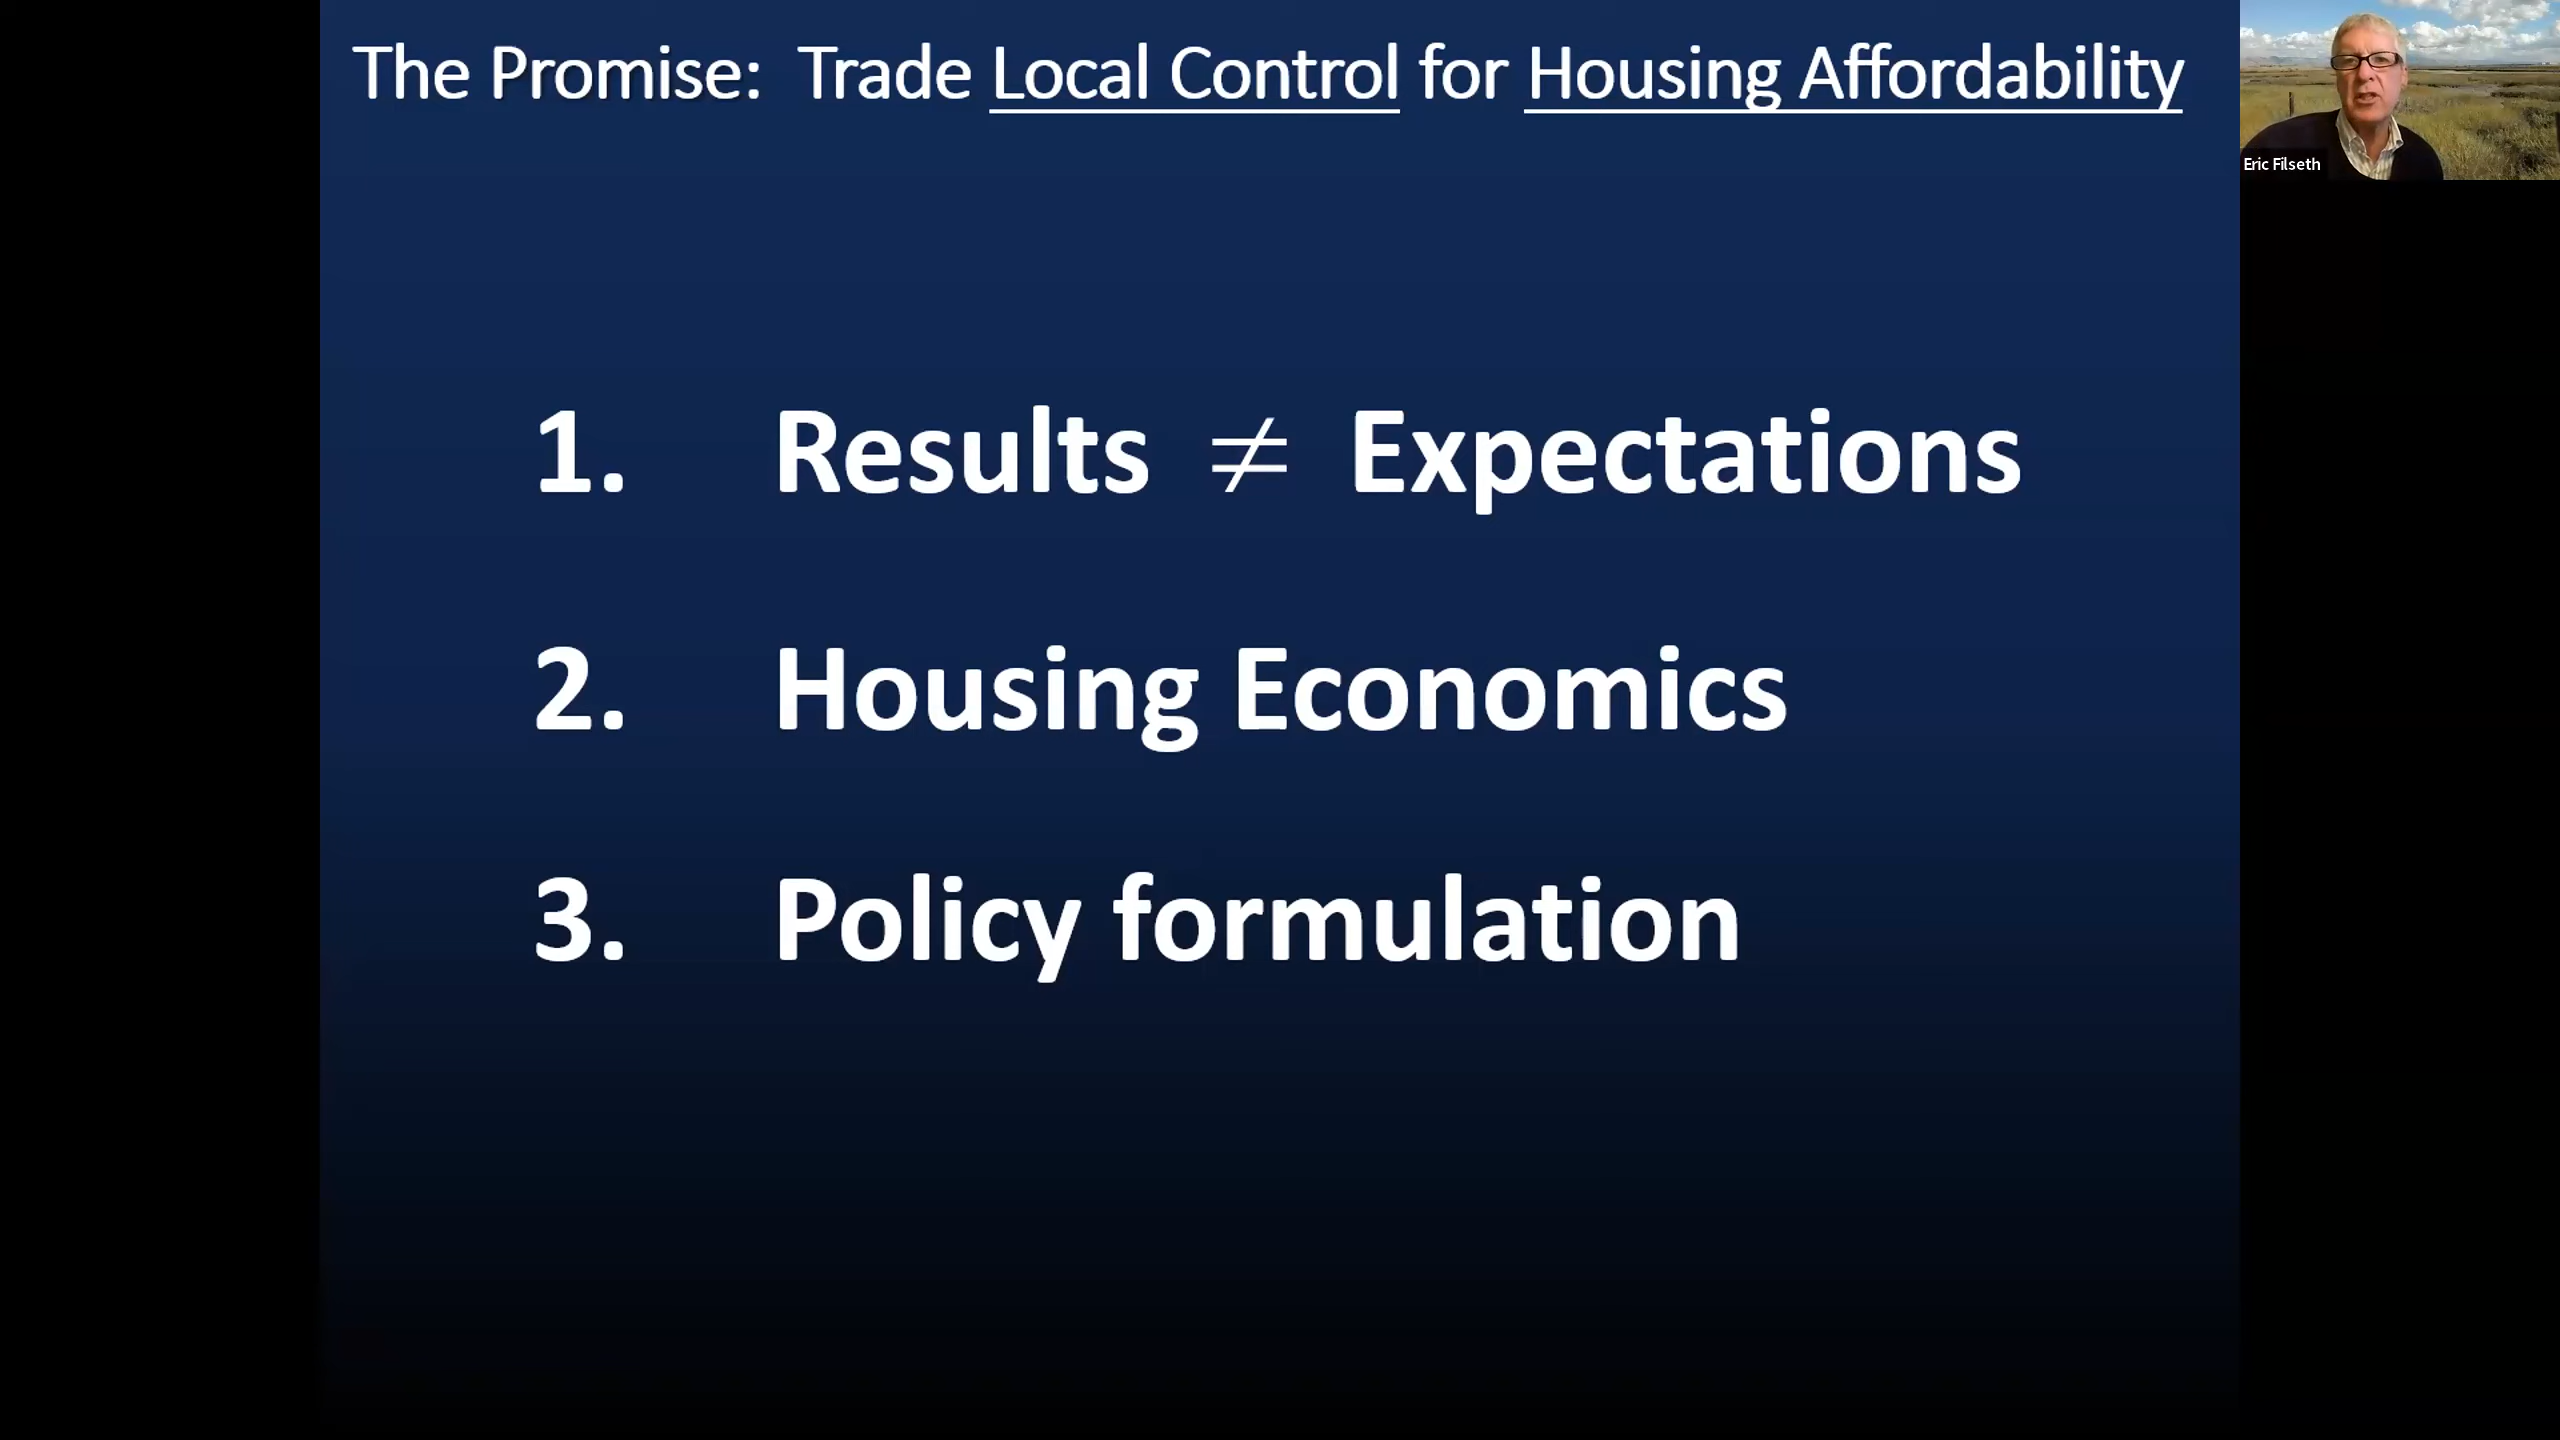 The Promise: Trade Local Control for Housing Affordability
Eric Filseth
1. Results ≠ Expectations
2. Housing Economics
3. Policy formulation